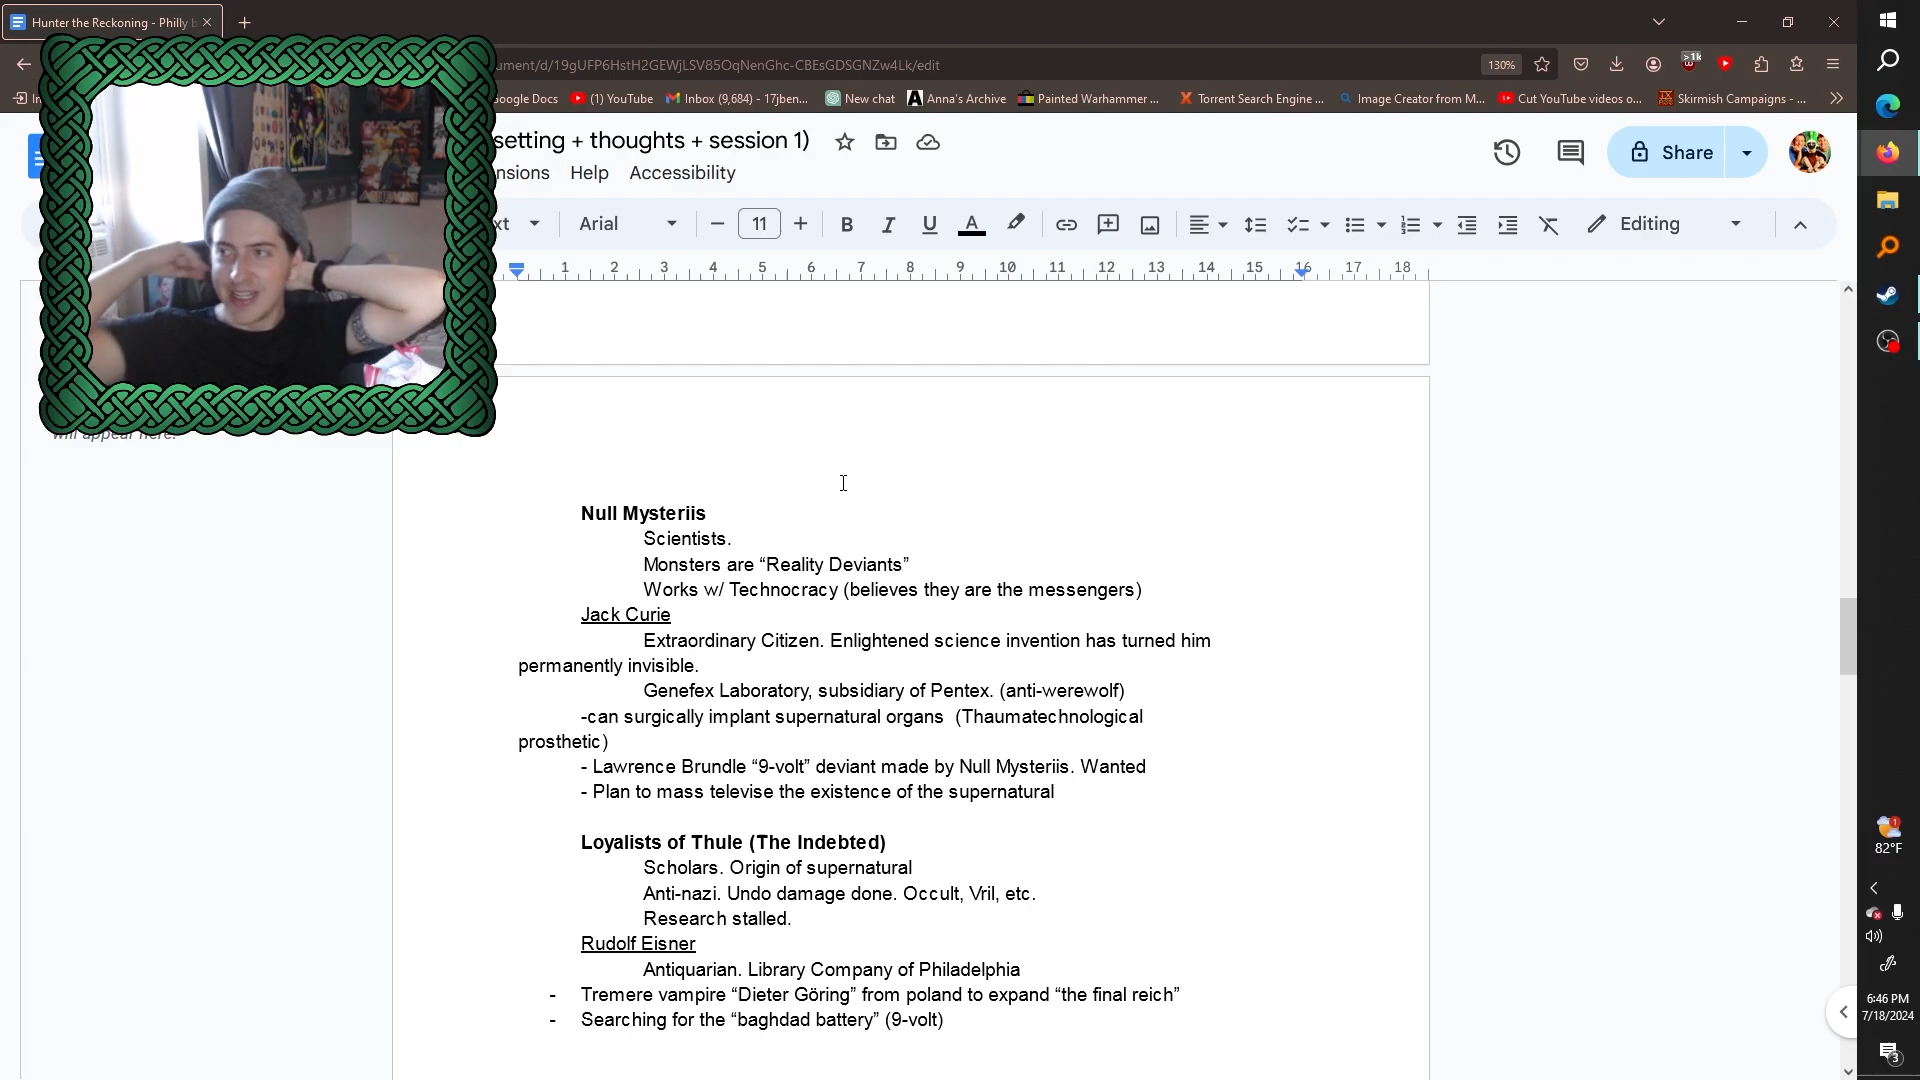 Hunter the Reckoning - Philly b
ument/d/19gUFP6HstH2GEWjLSV85OqNenGhc-CBEsGDSGNZw4Lk/edit
130%
>1k
In
Google Docs
(1) YouTube
Inbox (9,684) - 17jben...
New chat
Anna's Archive
Painted Warhammer ...
Torrent Search Engine ...
Image Creator from M...
Cut YouTube videos o...
Skirmish Campaigns - ...
setting + thoughts + session 1)
Share
nsions
Help
Accessibility
xt
Arial
11
Editing
1 2 3 4 5 6 7 8 9 10 11 12 13 14 15 16 17 18
will appear here.
Null Mysteriis
Scientists.
Monsters are “Reality Deviants”
Works w/ Technocracy (believes they are the messengers)
Jack Curie
Extraordinary Citizen. Enlightened science invention has turned him
permanently invisible.
Genefex Laboratory, subsidiary of Pentex. (anti-werewolf)
-can surgically implant supernatural organs (Thaumatechnological
prosthetic)
- Lawrence Brundle “9-volt” deviant made by Null Mysteriis. Wanted
- Plan to mass televise the existence of the supernatural
Loyalists of Thule (The Indebted)
Scholars. Origin of supernatural
Anti-nazi. Undo damage done. Occult, Vril, etc.
Research stalled.
Rudolf Eisner
Antiquarian. Library Company of Philadelphia
- Tremere vampire “Dieter Göring” from poland to expand “the final reich”
- Searching for the “baghdad battery” (9-volt)
1
82°F
6:46 PM
7/18/2024
3